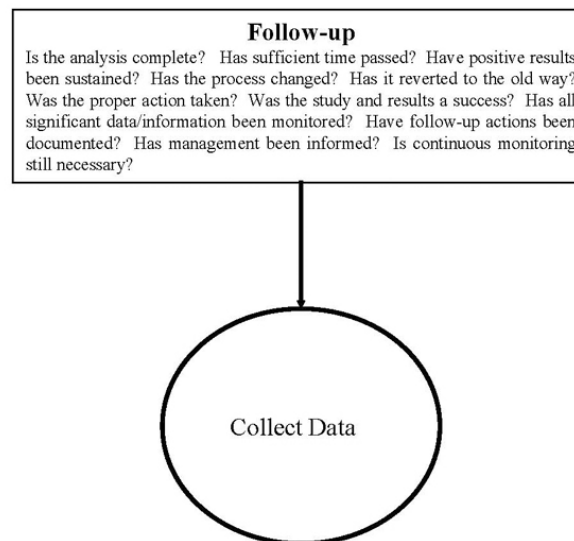 Follow-up
Is the analysis complete? Has sufficient time passed? Have positive results
been sustained? Has the process changed? Has it reverted to the old way?
Was the proper action taken? Was the study and results a success? Has all
significant data/information been monitored? Have follow-up actions been
documented? Has management been informed? Is continuous monitoring
still necessary?
Collect Data